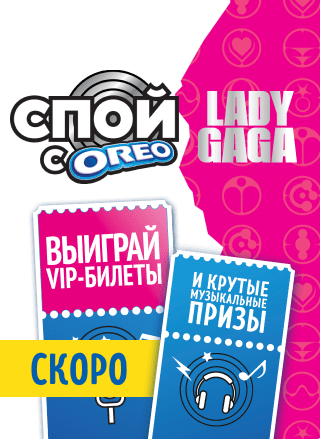 СПОЙ
С OREO
LADY
GAGA
ВЫИГРАЙ
VIP-БИЛЕТЫ
И КРУТЫЕ
МУЗЫКАЛЬНЫЕ
ПРИЗЫ
СКОРО